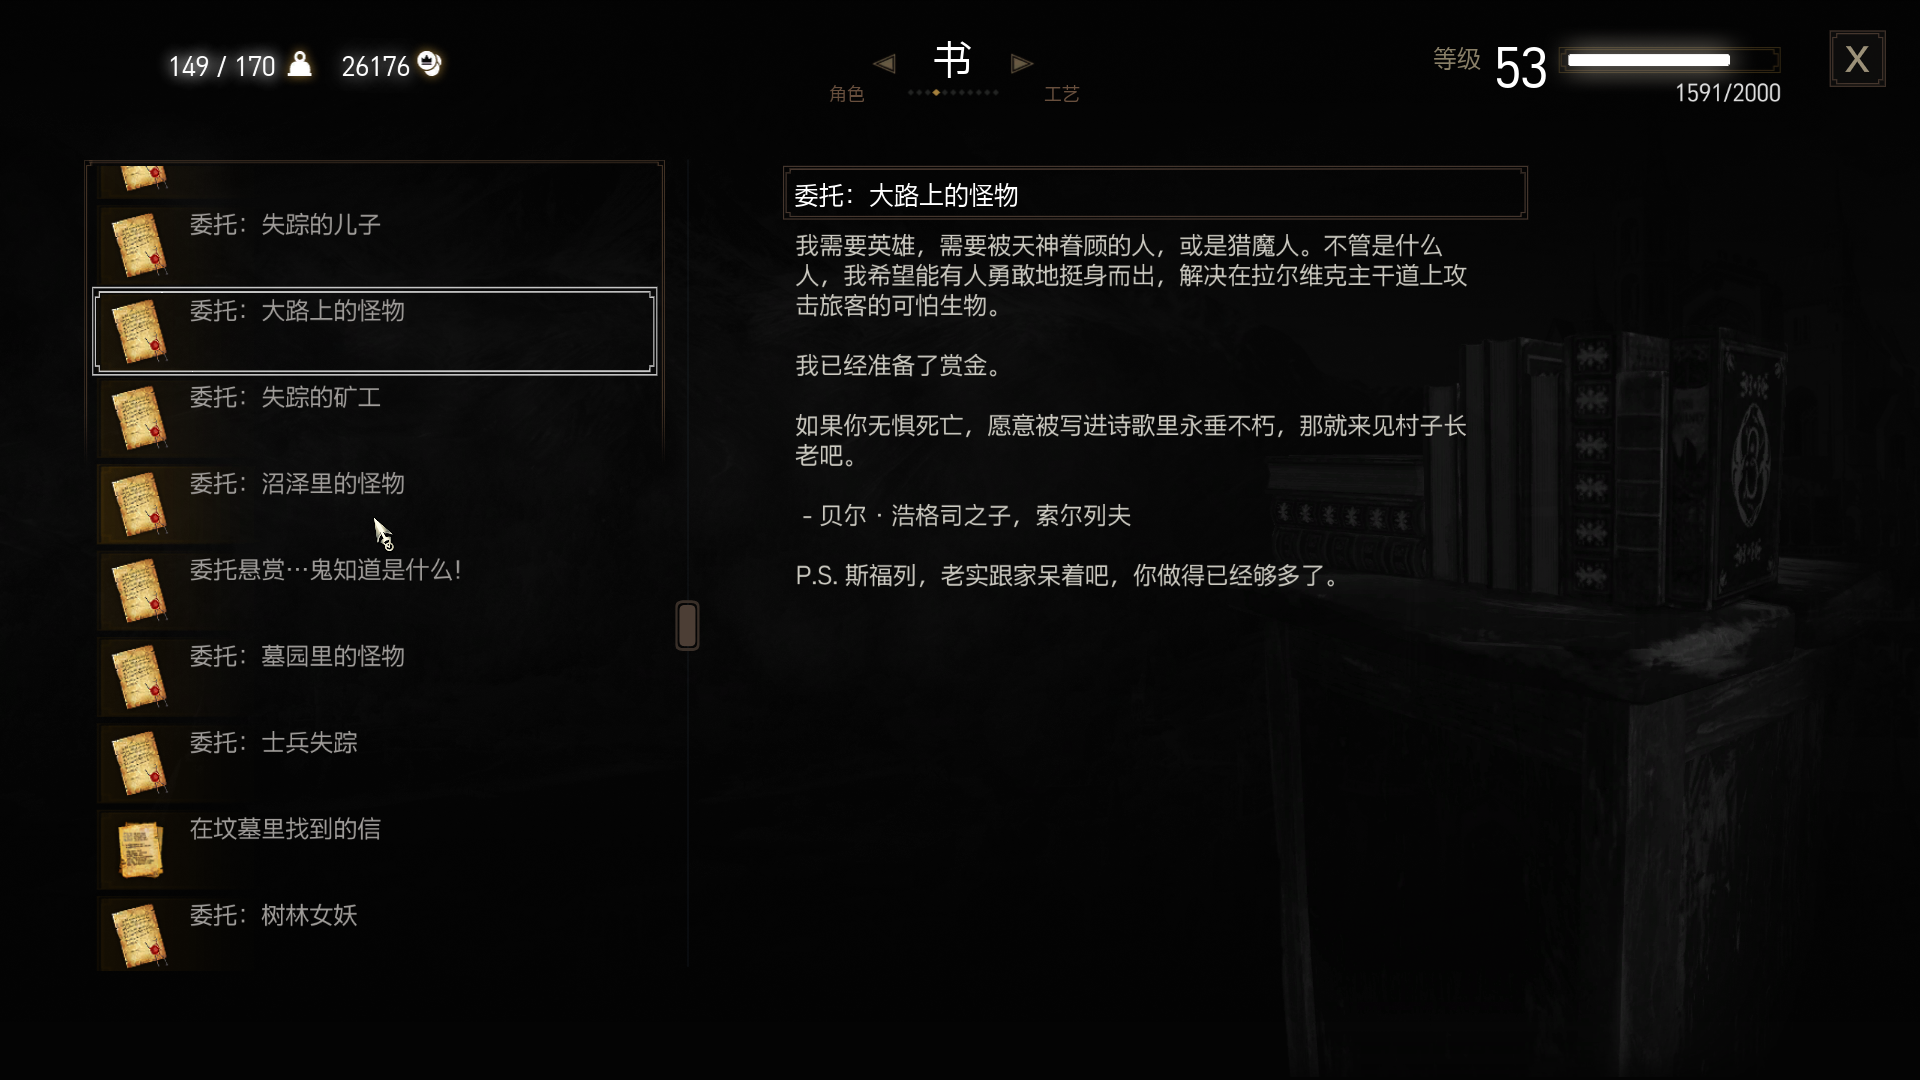 149 / 170
26176
书
角色
工艺
等级 53
1591/2000
X
委托：失踪的儿子
委托：大路上的怪物
委托：失踪的矿工
委托：沼泽里的怪物
委托悬赏…鬼知道是什么！
委托：墓园里的怪物
委托：士兵失踪
在坟墓里找到的信
委托：树林女妖
委托：大路上的怪物
我需要英雄，需要被天神眷顾的人，或是猎魔人。不管是什么
人，我希望能有人勇敢地挺身而出，解决在拉尔维克主干道上攻
击旅客的可怕生物。
我已经准备了赏金。
如果你无惧死亡，愿意被写进诗歌里永垂不朽，那就来见村子长
老吧。
- 贝尔·浩格司之子，索尔列夫
P.S. 斯福列，老实跟家呆着吧，你做得已经够多了。